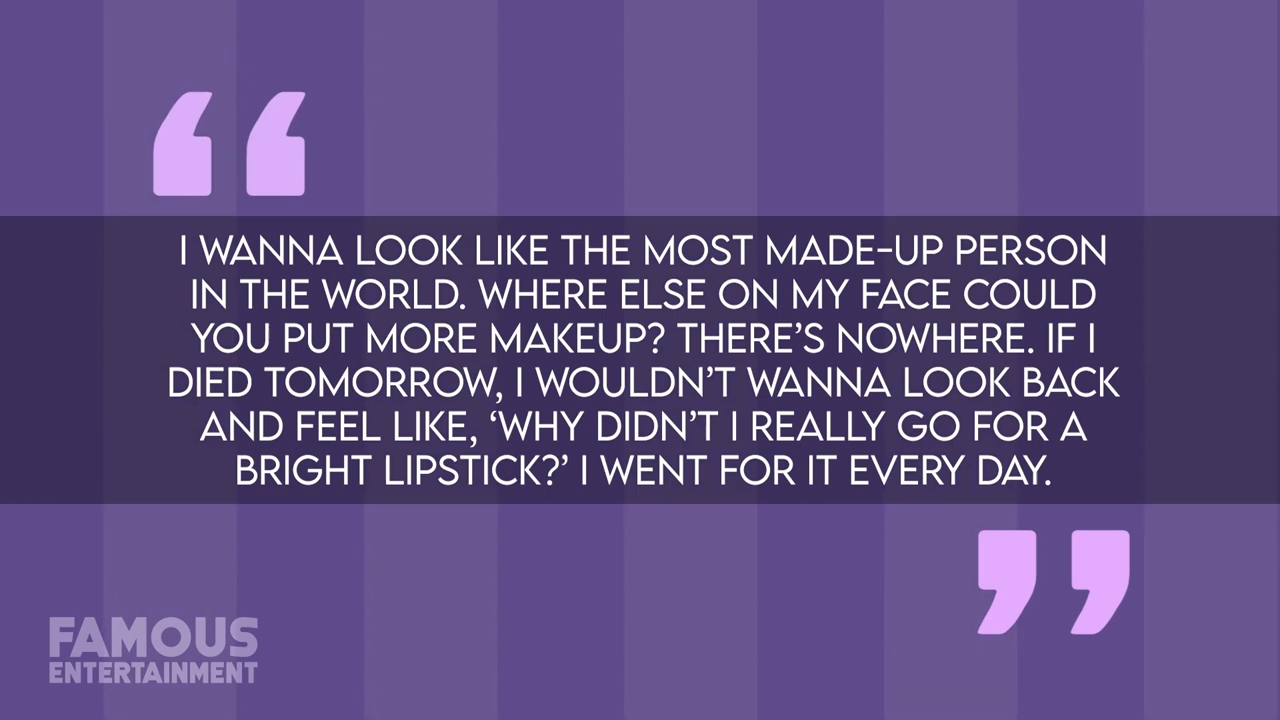 I WANNA LOOK LIKE THE MOST MADE-UP PERSON
IN THE WORLD. WHERE ELSE ON MY FACE COULD
YOU PUT MORE MAKEUP? THERE'S NOWHERE. IF I
DIED TOMORROW, I WOULDN'T WANNA LOOK BACK
AND FEEL LIKE, ‘WHY DIDN'T I REALLY GO FOR A
BRIGHT LIPSTICK?’ I WENT FOR IT EVERY DAY.
FAMOUS
ENTERTAINMENT